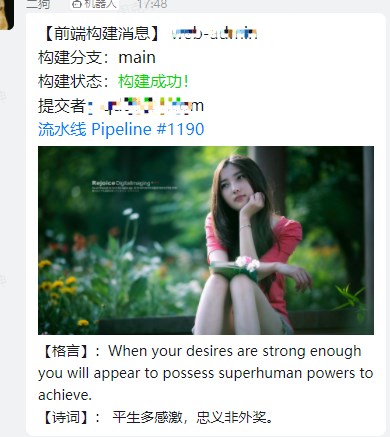 二狗 机器人 17:48
【前端构建消息】 web-admin
构建分支：main
构建状态：构建成功！
提交者：
流水线 Pipeline #1190
Rejoice DigitalImaging
【格言】：When your desires are strong enough
you will appear to possess superhuman powers to
achieve.
【诗词】： 平生多感激，忠义非外奖。